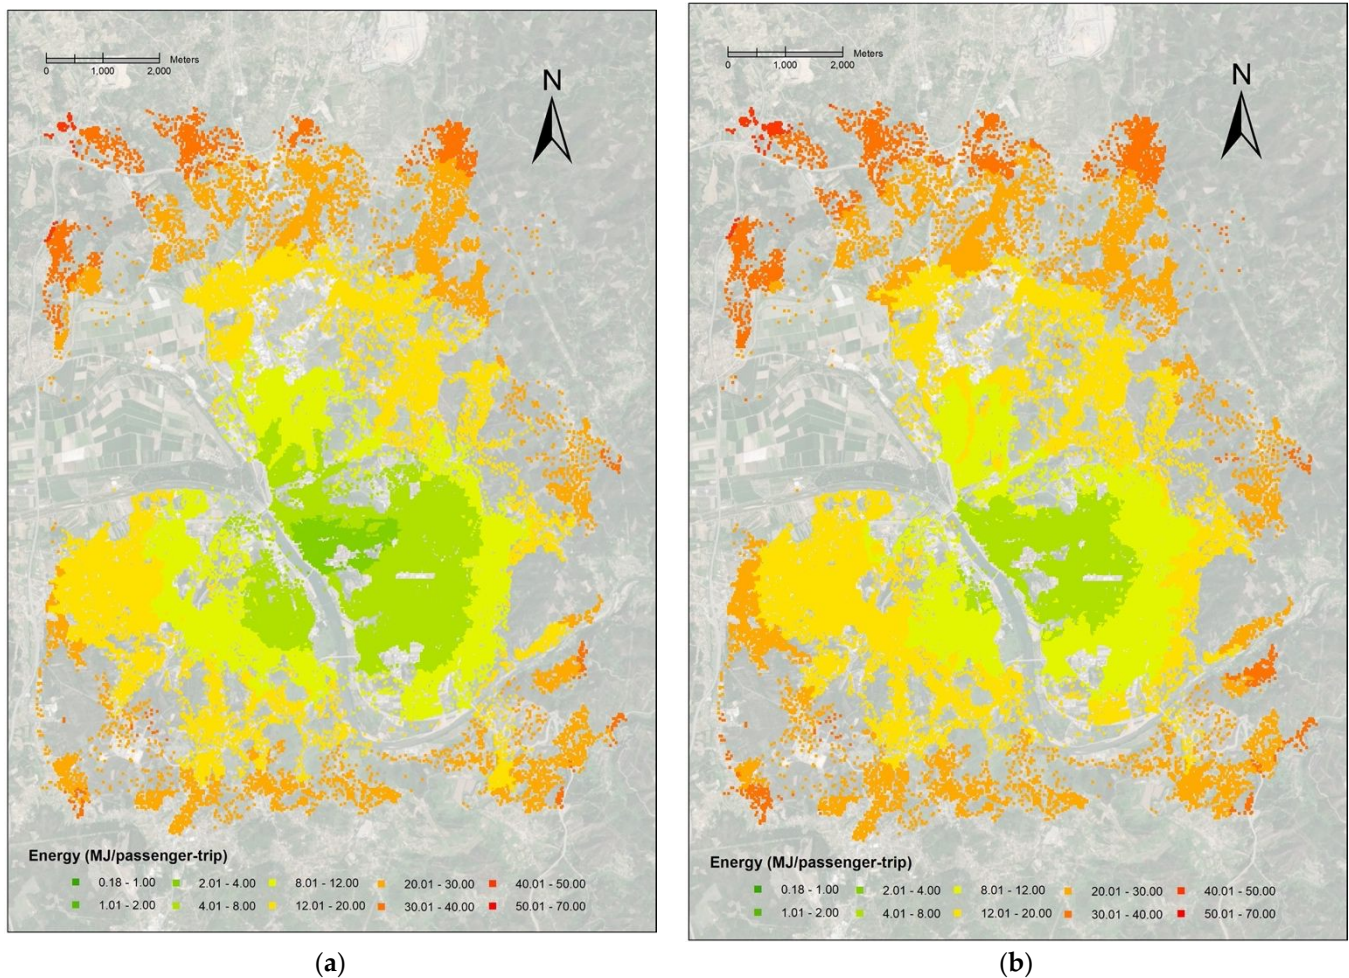 Meters
0 1,000 2,000
N
Energy (MJ/passenger-trip)
0.18 - 1.00 2.01 - 4.00 8.01 - 12.00 20.01 - 30.00 40.01 - 50.00
1.01 - 2.00 4.01 - 8.00 12.01 - 20.00 30.01 - 40.00 50.01 - 70.00
(a)
Meters
0 1,000 2,000
N
Energy (MJ/passenger-trip)
0.18 - 1.00 2.01 - 4.00 8.01 - 12.00 20.01 - 30.00 40.01 - 50.00
1.01 - 2.00 4.01 - 8.00 12.01 - 20.00 30.01 - 40.00 50.01 - 70.00
(b)